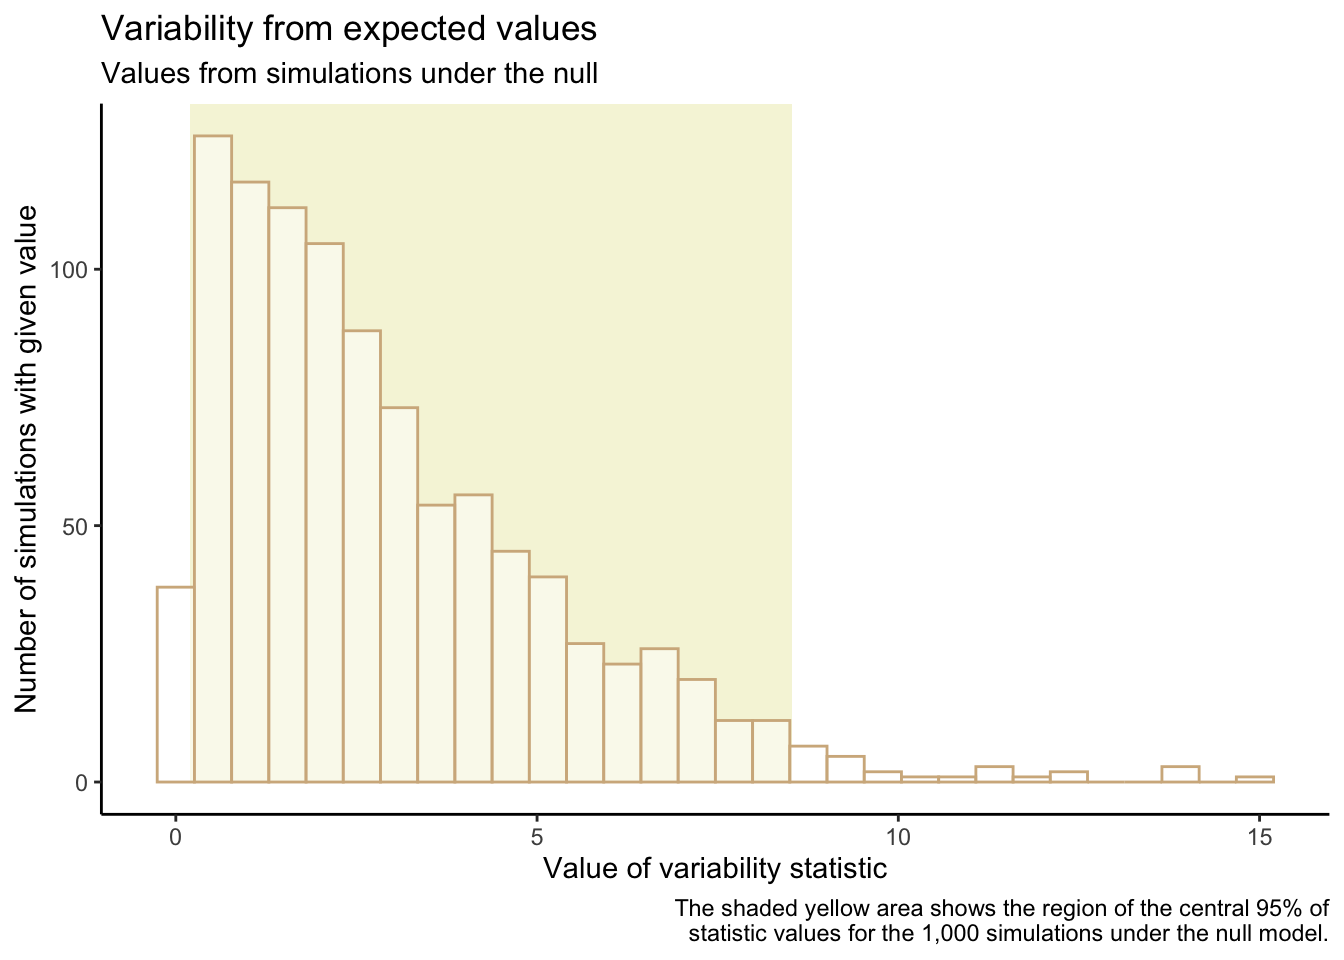 Variability from expected values
Values from simulations under the null
Number of simulations with given value
100
50
0
0
5
10
15
Value of variability statistic
The shaded yellow area shows the region of the central 95% of
statistic values for the 1,000 simulations under the null model.